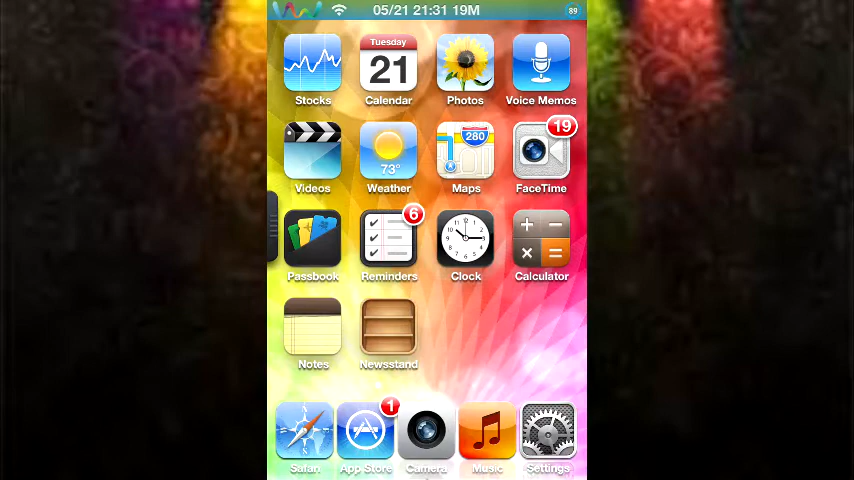 05/21 21:31 19M
89
Tuesday
21
Stocks
Calendar
Photos
Voice Memos
73°
280
19
Videos
Weather
Maps
FaceTime
6
Passbook
Reminders
Clock
Calculator
Notes
Newsstand
1
Safari
App Store
Camera
Music
Settings